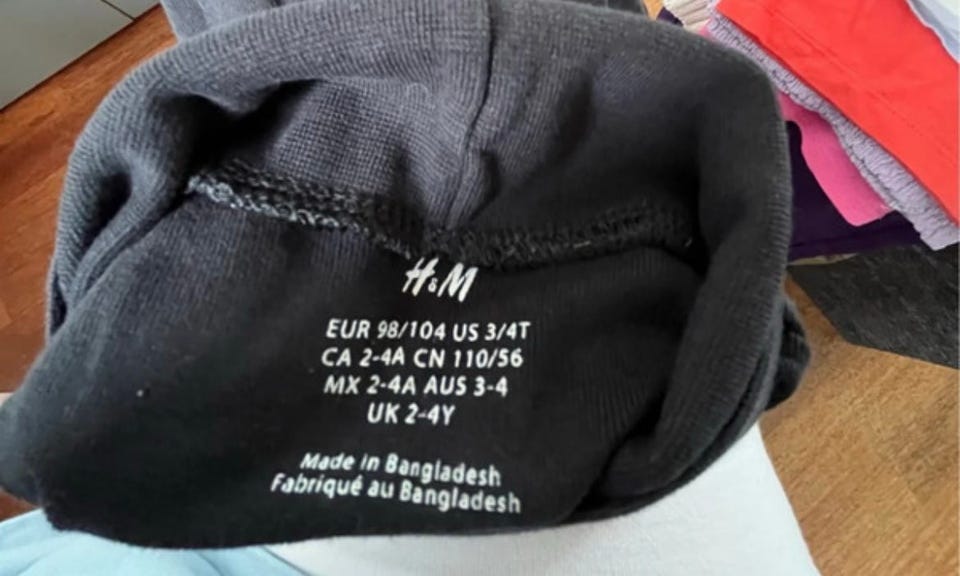 H&M
EUR 98/104 US 3/4T
CA 2-4A CN 110/56
MX 2-4A AUS 3-4
UK 2-4Y
Made in Bangladesh
Fabriqué au Bangladesh